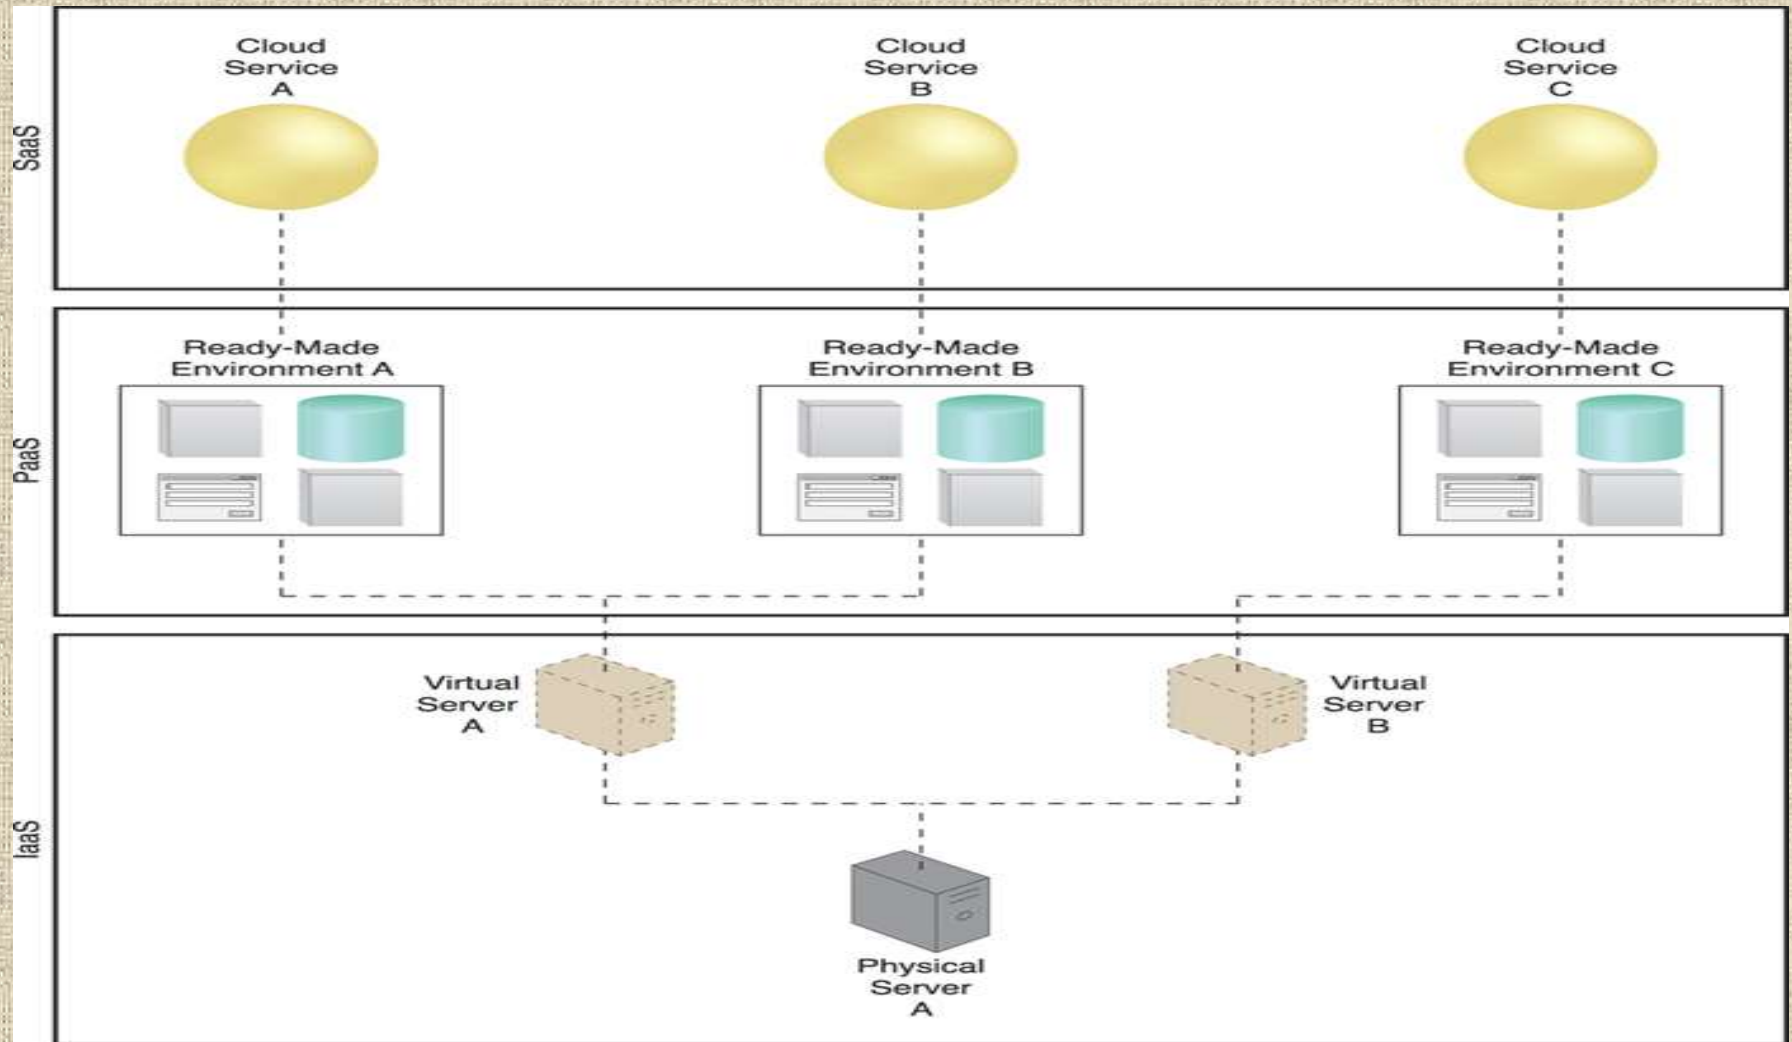 SaaS
Cloud
Service
A
Cloud
Service
B
Cloud
Service
C
PaaS
Ready-Made
Environment A
Ready-Made
Environment B
Ready-Made
Environment C
IaaS
Virtual
Server
A
Virtual
Server
B
Physical
Server
A